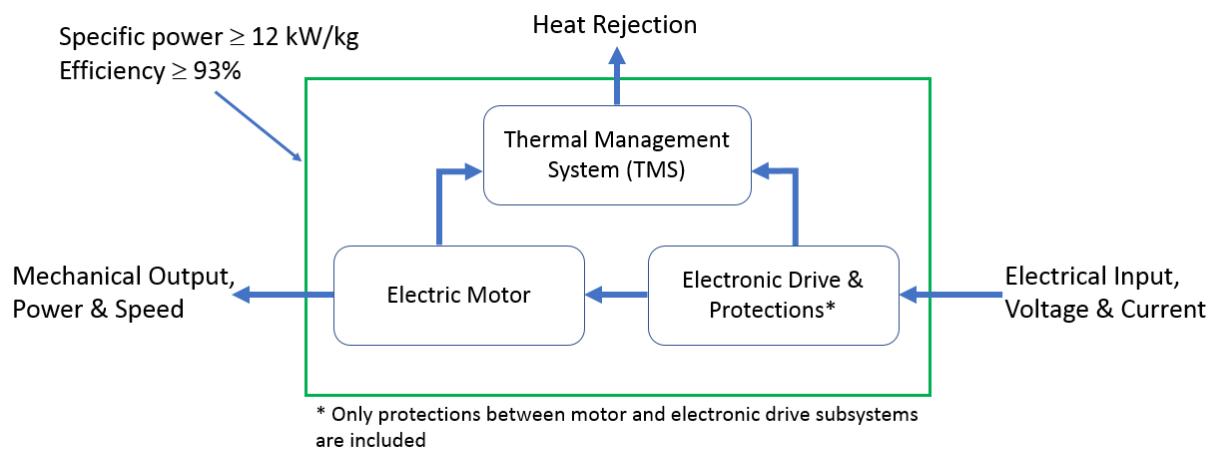 Specific power ≥ 12 kW/kg
Efficiency ≥ 93%
Heat Rejection
Thermal Management
System (TMS)
Mechanical Output,
Power & Speed
Electric Motor
Electronic Drive &
Protections*
Electrical Input,
Voltage & Current
* Only protections between motor and electronic drive subsystems
are included